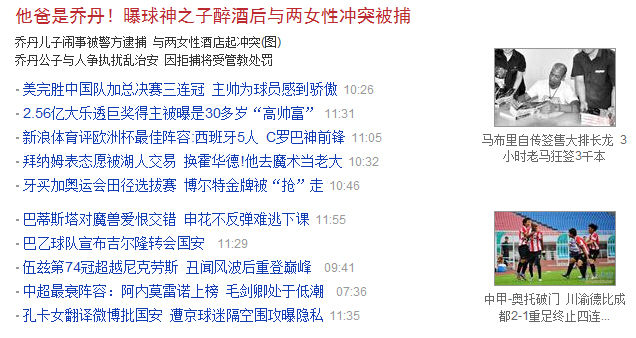 他爸是乔丹！曝球神之子醉酒后与两女性冲突被捕
乔丹儿子闹事被警方逮捕 与两女性酒店起冲突(图)
乔丹公子与人争执扰乱治安 因拒捕将受管教处罚
美完胜中国队加总决赛三连冠 主帅为球员感到骄傲 10:26
2.56亿大乐透巨奖得主被曝是30多岁“高帅富” 11:31
新浪体育评欧洲杯最佳阵容:西班牙5人 C罗巴神前锋 11:05
拜纳姆表态愿被湖人交易 换霍华德!他去魔术当老大 10:32
牙买加奥运会田径选拔赛 博尔特金牌被“抢”走 10:46
巴蒂斯塔对魔兽爱恨交错 申花不反弹难逃下课 11:55
巴乙球队宣布吉尔隆转会国安 11:29
伍兹第74冠超越尼克劳斯 丑闻风波后重登巅峰 09:41
中超最衰阵容：阿内莫雷诺上榜 毛剑卿处于低潮 07:36
孔卡女翻译微博批国安 遭京球迷隔空围攻曝隐私 11:35
马布里自传签售大排长龙 3
小时老马狂签3千本
中甲-奥托破门 川渝德比成
都2-1重足终止四连...